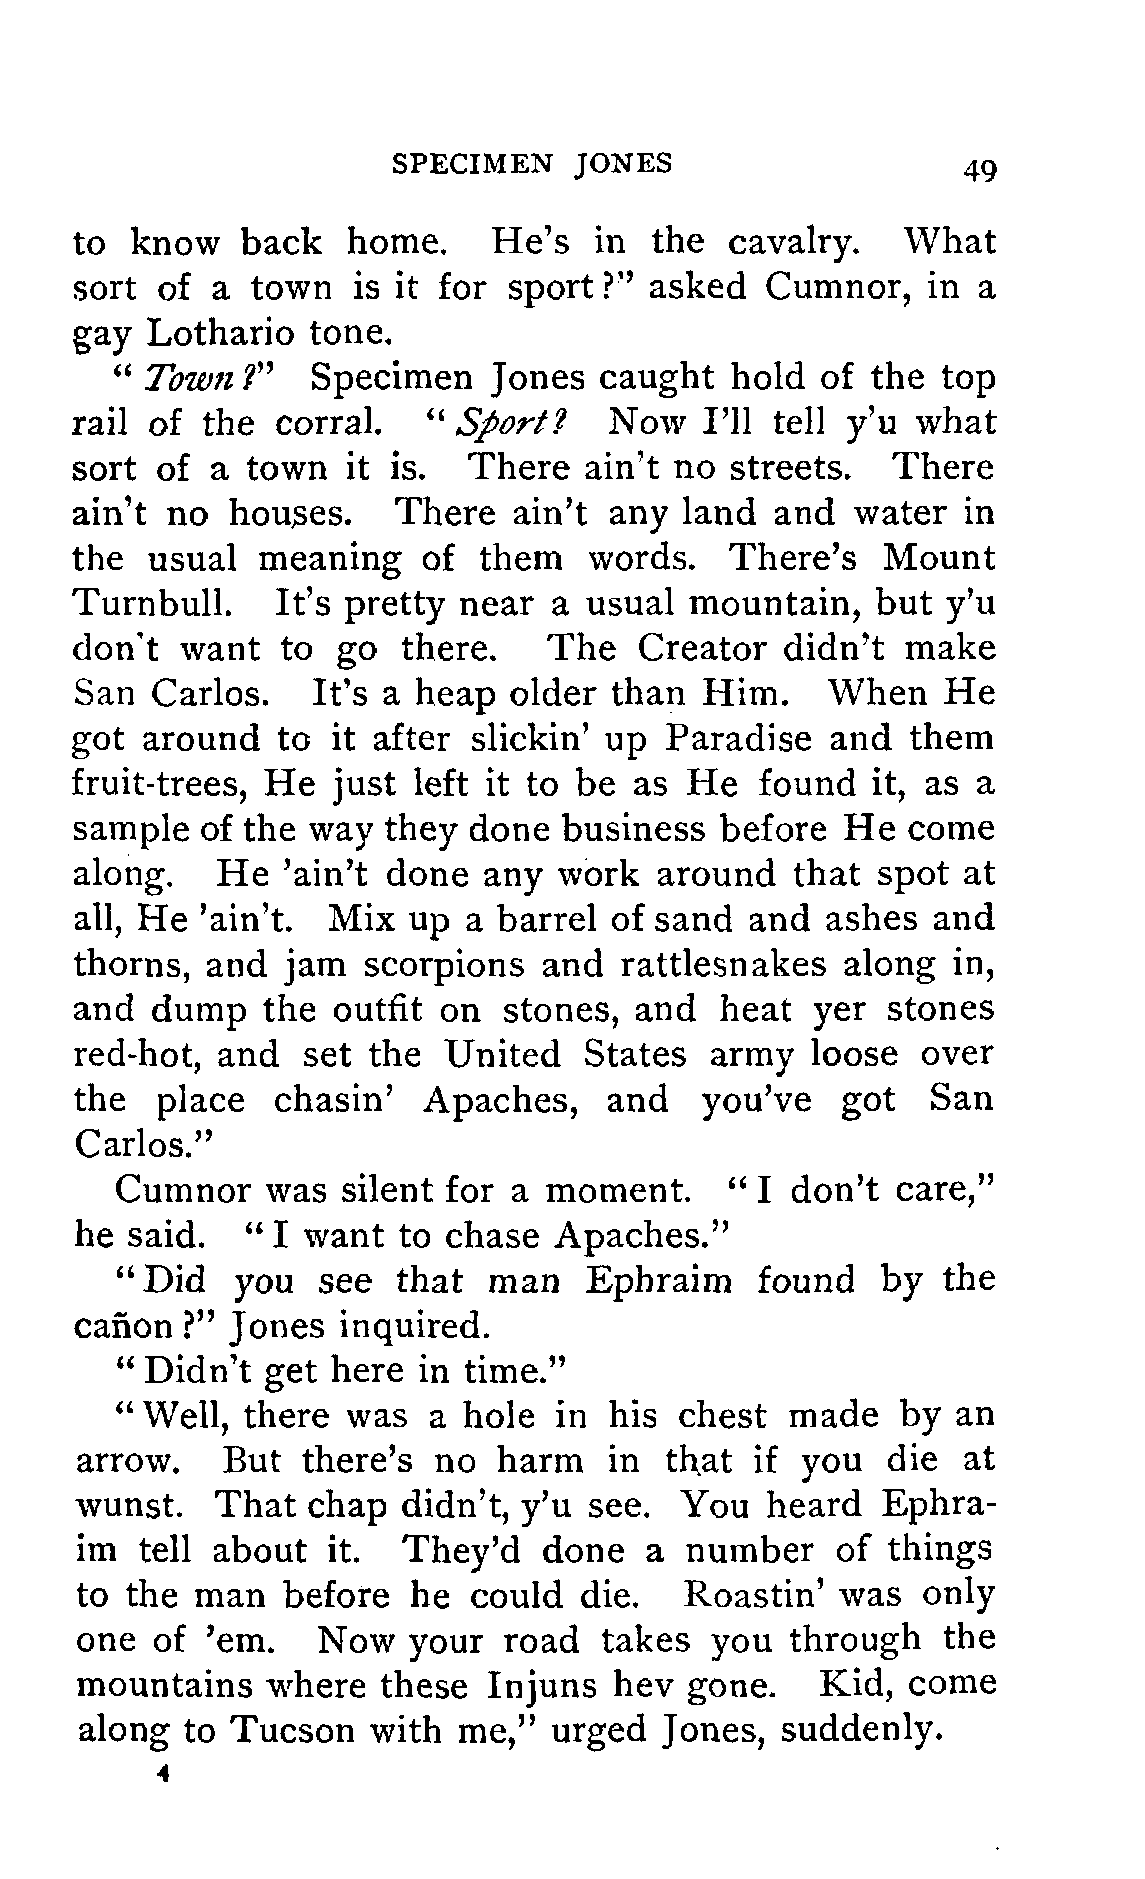 SPECIMEN JONES 49
to know back home. He's in the cavalry. What
sort of a town is it for sport?" asked Cumnor, in a
gay Lothario tone.
"Town?" Specimen Jones caught hold of the top
rail of the corral. "Sport? Now I'll tell y'u what
sort of a town it is. There ain't no streets. There
ain't no houses. There ain't any land and water in
the usual meaning of them words. There's Mount
Turnbull. It's pretty near a usual mountain, but y'u
don't want to go there. The Creator didn't make
San Carlos. It's a heap older than Him. When He
got around to it after slickin' up Paradise and them
fruit-trees, He just left it to be as He found it, as a
sample of the way they done business before He come
along. He 'ain't done any work around that spot at
all, He 'ain't. Mix up a barrel of sand and ashes and
thorns, and jam scorpions and rattlesnakes along in,
and dump the outfit on stones, and heat yer stones
red-hot, and set the United States army loose over
the place chasin' Apaches, and you've got San
Carlos."
Cumnor was silent for a moment. "I don't care,"
he said. "I want to chase Apaches."
"Did you see that man Ephraim found by the
cañon?" Jones inquired.
"Didn't get here in time."
"Well, there was a hole in his chest made by an
arrow. But there's no harm in that if you die at
wunst. That chap didn't, y'u see. You heard Ephra-
im tell about it. They'd done a number of things
to the man before he could die. Roastin' was only
one of 'em. Now your road takes you through the
mountains where these Injuns hev gone. Kid, come
along to Tucson with me," urged Jones, suddenly.
4